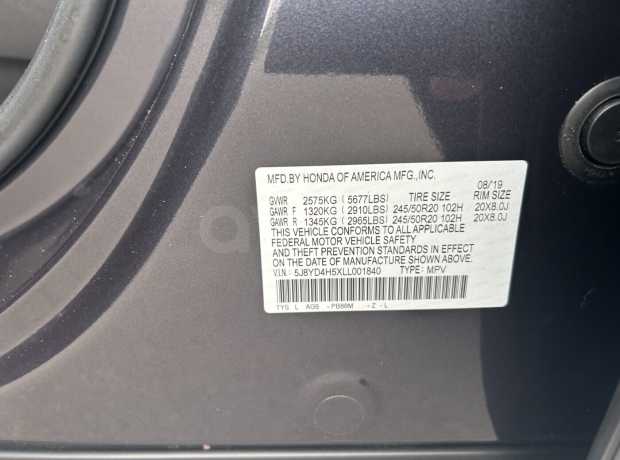 MFD.BY HONDA OF AMERICA MFG.,INC.
08/19
GVWR 2575KG (5677LBS) TIRE SIZE RIM SIZE
GAWR F 1320KG (2910LBS) 245/50R20 102H 20X8.0J
GAWR R 1345KG (2965LBS) 245/50R20 102H 20X8.0J
THIS VEHICLE CONFORMS TO ALL APPLICABLE
FEDERAL MOTOR VEHICLE SAFETY
AND THEFT PREVENTION STANDARDS IN EFFECT
ON THE DATE OF MANUFACTURE SHOWN ABOVE.
V.I.N.: 5J8YD4H5XLL001840 TYPE: MPV
-Z -L